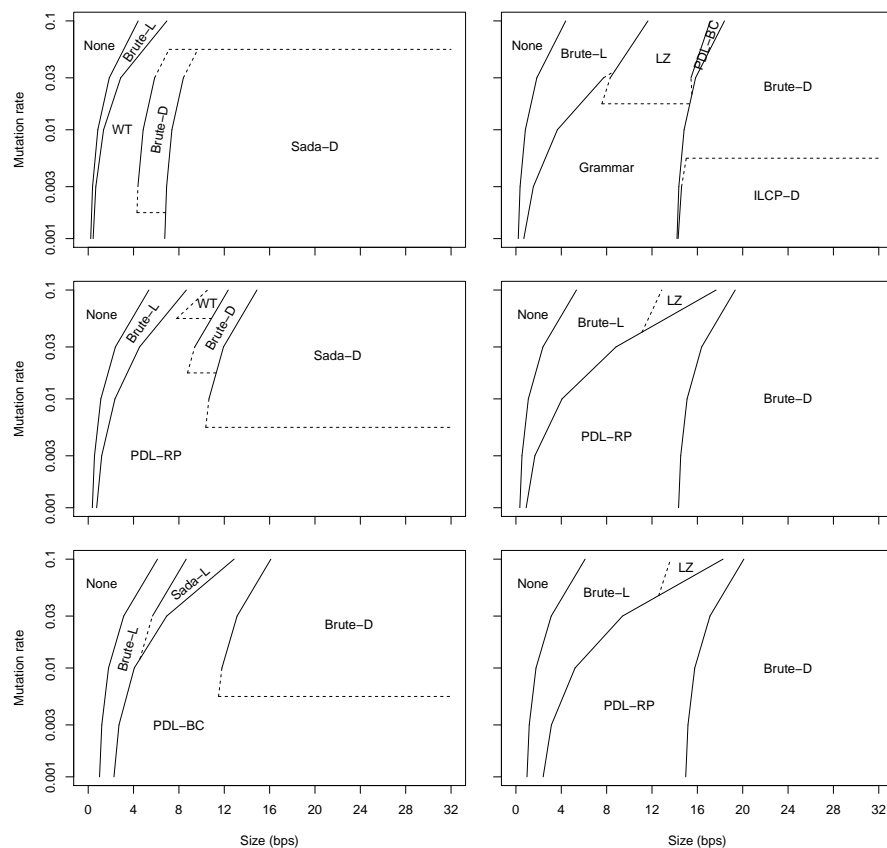 Mutation rate
0.001 0.003 0.01 0.03 0.1
None
Brute−L
WT
Brute−D
Sada−D
None
Brute−L
LZ
PDL−BC
Brute−D
Grammar
ILCP−D
Mutation rate
0.001 0.003 0.01 0.03 0.1
None
Brute−L
WT
Brute−D
Sada−D
PDL−RP
None
Brute−L
LZ
Brute−D
PDL−RP
Mutation rate
0.001 0.003 0.01 0.03 0.1
None
Brute−L
Sada−L
Brute−D
PDL−BC
0 4 8 12 16 20 24 28 32
Size (bps)
None
Brute−L
LZ
Brute−D
PDL−RP
0 4 8 12 16 20 24 28 32
Size (bps)